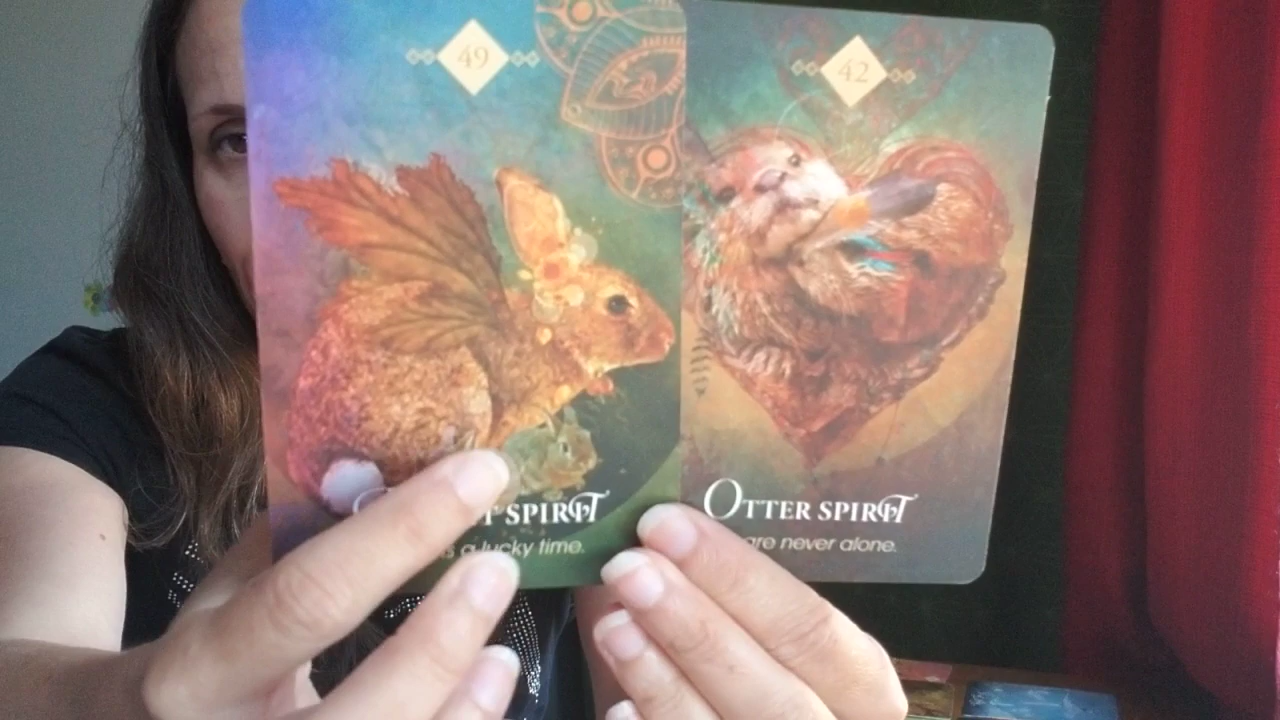 49
42
SPIRIT
OTTER SPIRIT
a lucky time.
are never alone.